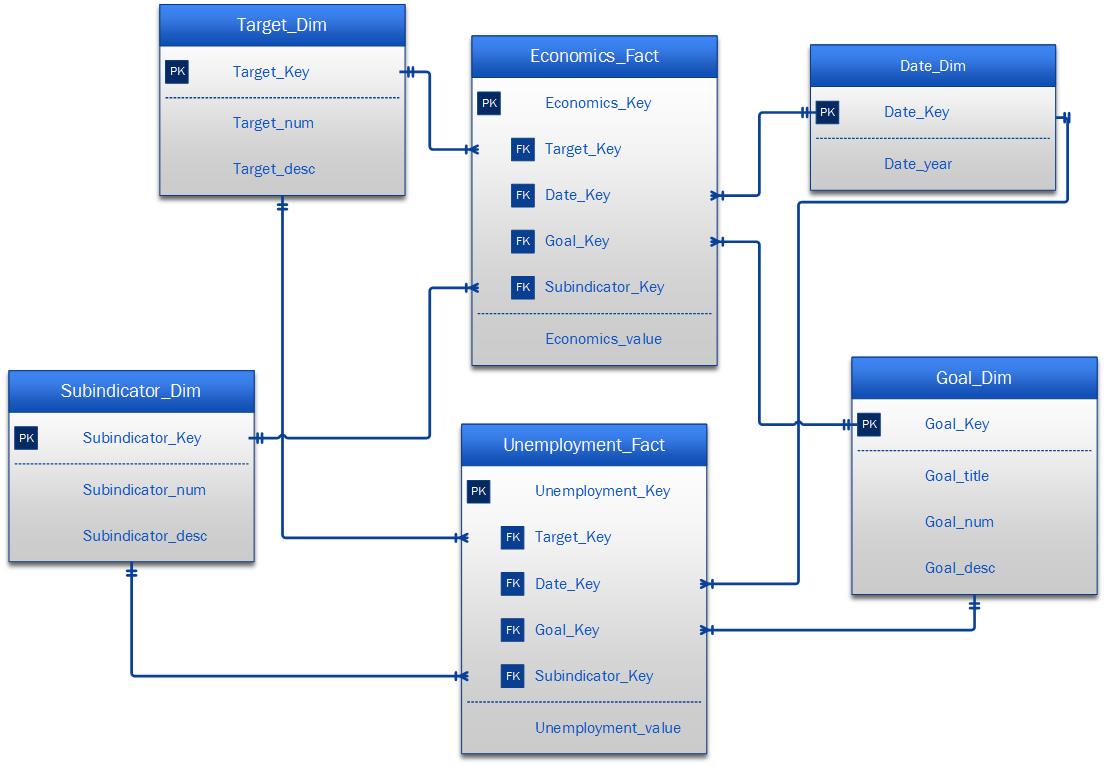 Target_Dim
PK Target_Key
Target_num
Target_desc
Economics_Fact
PK Economics_Key
FK Target_Key
FK Date_Key
FK Goal_Key
FK Subindicator_Key
Economics_value
Date_Dim
PK Date_Key
Date_year
Subindicator_Dim
PK Subindicator_Key
Subindicator_num
Subindicator_desc
Unemployment_Fact
PK Unemployment_Key
FK Target_Key
FK Date_Key
FK Goal_Key
FK Subindicator_Key
Unemployment_value
Goal_Dim
PK Goal_Key
Goal_title
Goal_num
Goal_desc